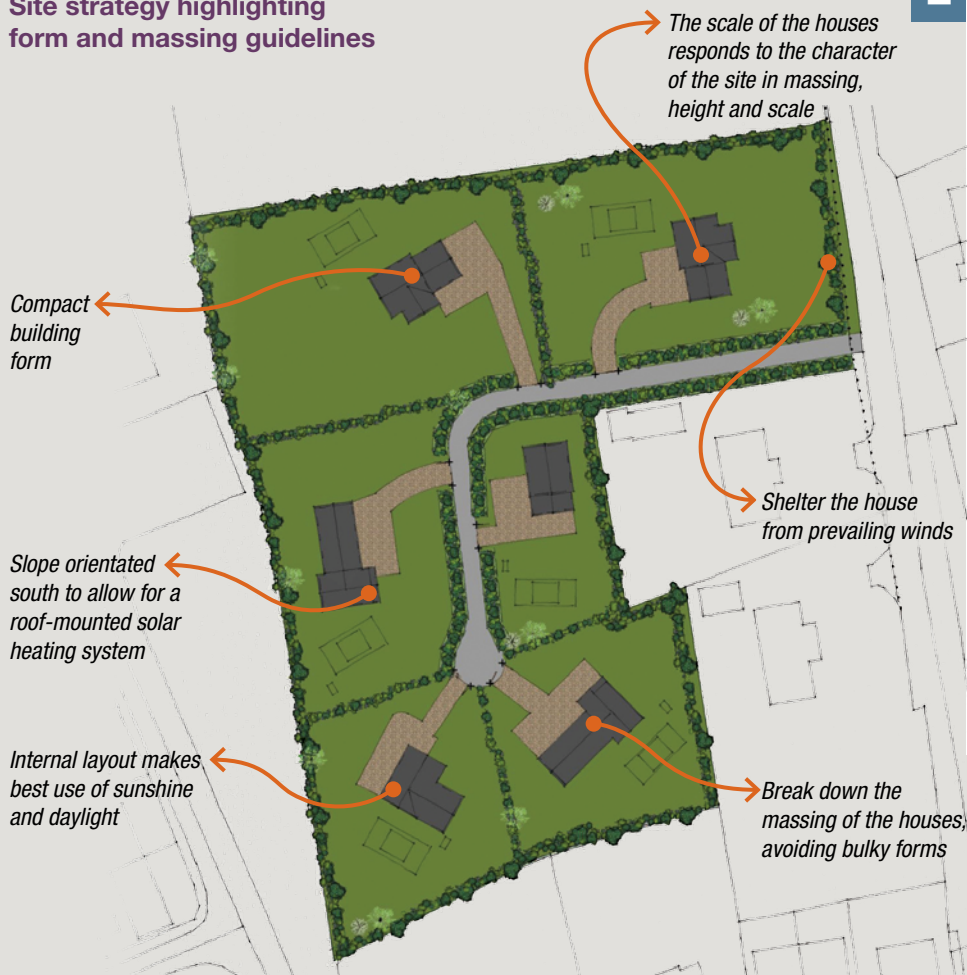 Site strategy highlighting
form and massing guidelines
The scale of the houses
responds to the character
of the site in massing,
height and scale
Compact
building
form
Shelter the house
from prevailing winds
Slope orientated
south to allow for a
roof-mounted solar
heating system
Internal layout makes
best use of sunshine
and daylight
Break down the
massing of the houses,
avoiding bulky forms